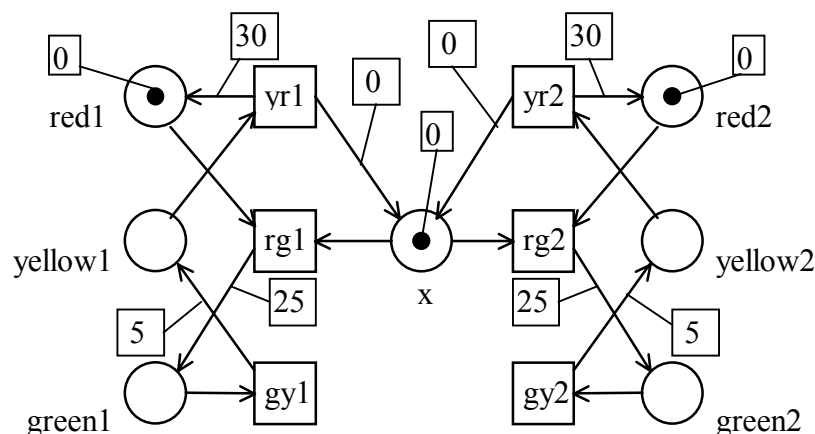 0 30 0 0 30 0
yr1 yr2
red1 0 red2
rg1 rg2
yellow1 x yellow2
5 25 25 5
gy1 gy2
green1 green2